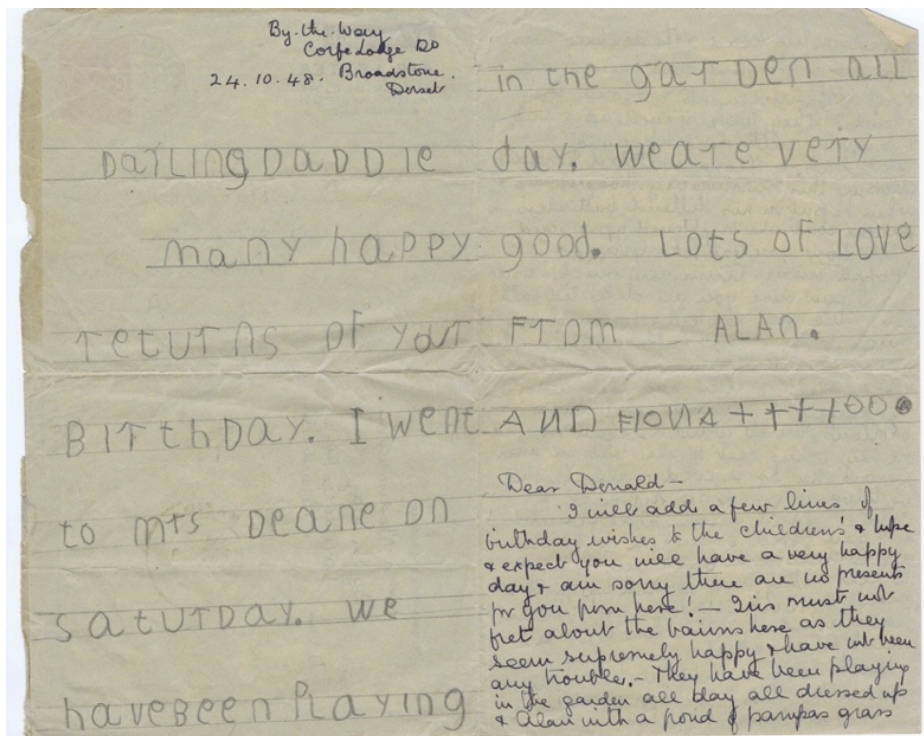 By-the-Way
Corfe Lodge Rd
24.10.48. Broadstone.
Dorset
Darling Daddie
many happy
returns of your
Birthday. I went
to mrs Deane on
Saturday. We
have Been Playing
in the garden all
day. We are very
good. Lots of Love
From ALAN.
AND FIONA ++++000
Dear Donald -
I will add a few lines of
birthday wishes to the children's & hope
& expect you will have a very happy
day & am sorry there are no presents
for you from here! - must not
fret about the bairns here as they
seem supremely happy & have not been
any trouble. - They have been playing
in the garden all day all dressed up
& Alan with a frond of pampas grass